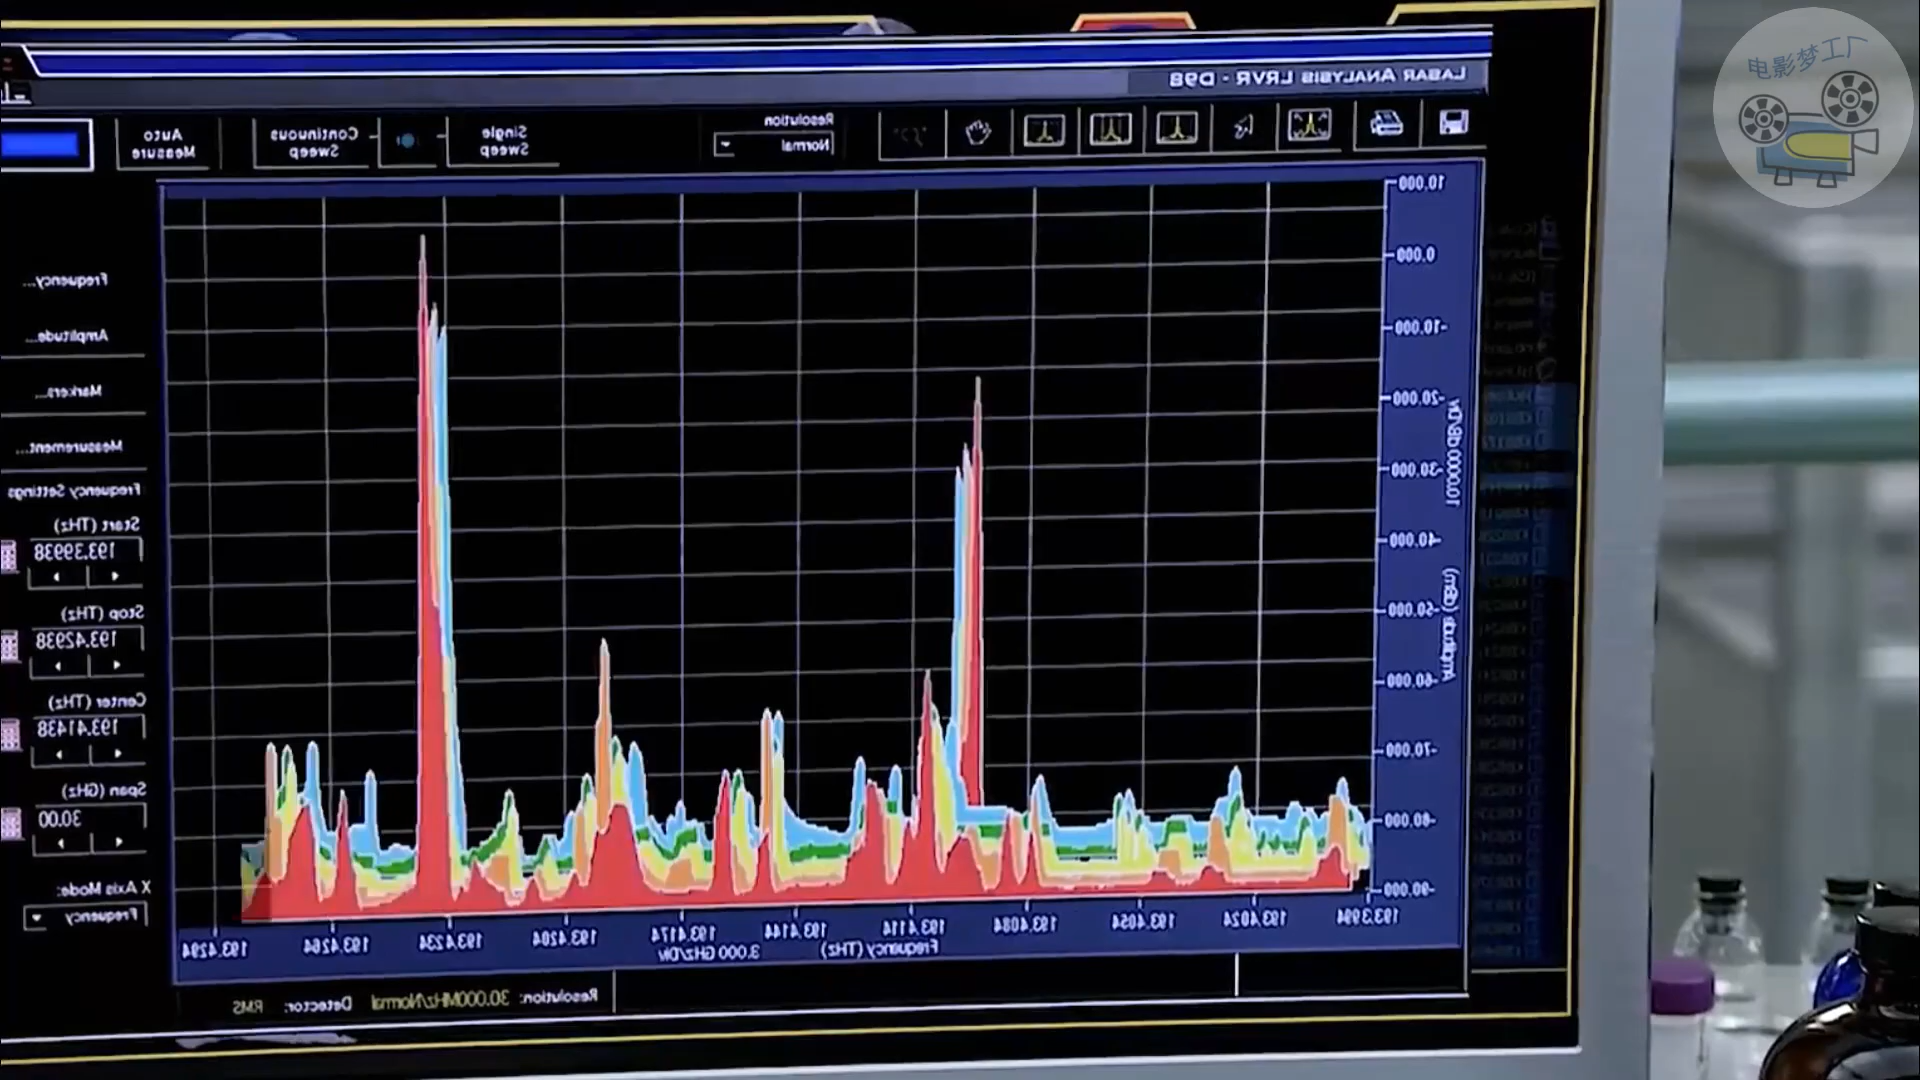 电影梦工厂
LASAR ANALYSIS LRVR - D9B
Single Sweep
Continuous Sweep
Auto Measure
Resolution
Normal
10.000
0.000
-10.000
-20.000
-30.000
-40.000
-50.000
-60.000
-70.000
-80.000
-90.000
10.0000 dB/DIV
Amplitude (dBm)
Frequency...
Amplitude...
Markers...
Measurement...
Frequency Settings
Start (THz)
193.39938
Stop (THz)
193.42938
Center (THz)
193.41438
Span (GHz)
30.00
X Axis Mode:
Frequency
193.3994 193.4024 193.4054 193.4084 193.4114 193.4144 193.4174 193.4204 193.4234 193.4264 193.4294
Frequency (THz) 3.000 GHz/Div
Resolution: 30.000MHz/Normal Detector: RMS